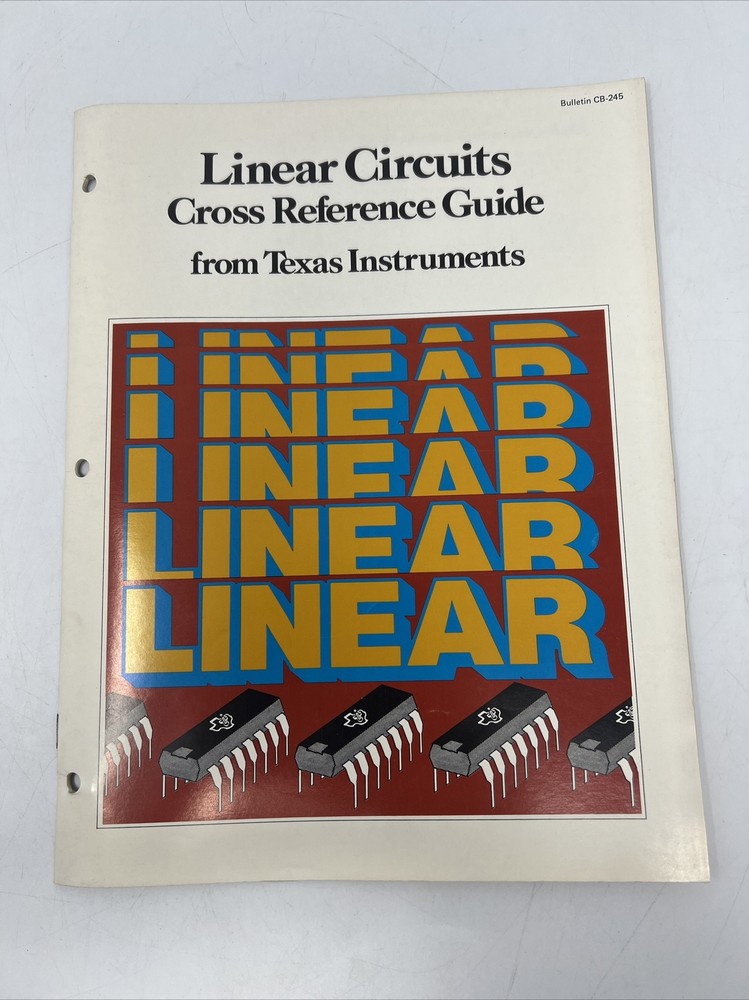 Bulletin CB-245
Linear Circuits
Cross Reference Guide
from Texas Instruments
LINEAR
LINEAR
LINEAR
LINEAR
LINEAR
LINEAR